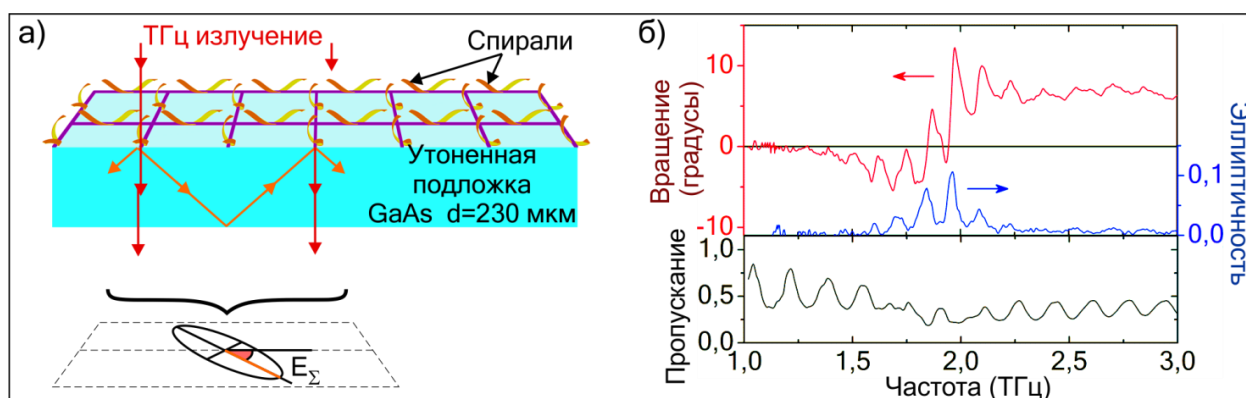 а)
ТГц излучение
Спирали
Утоненная
подложка
GaAs d=230 мкм
EΣ
б)
Вращение
(градусы)
10
0
-10
0,1
0,0
Эллиптичность
Пропускание
1,0
0,5
0,0
1,0 1,5 2,0 2,5 3,0
Частота (ТГц)